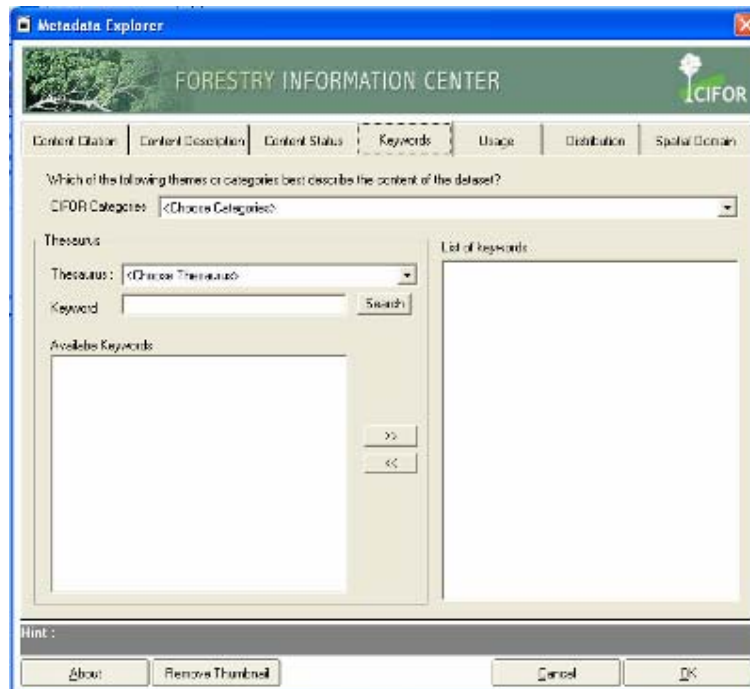 Metadata Explorer
FORESTRY INFORMATION CENTER
CIFOR
Content Citation Content Description Content Status Keywords Usage Distribution Spatial Domain
Which of the following themes or categories best describe the content of the dataset?
CIFOR Categories <Choose Categories>
Thesaurus
List of keywords
Thesaurus : <Choose Thesaurus>
Keyword Search
Availabe Keywords
>>
<<
Hint :
About Remove Thumbnail Cancel OK